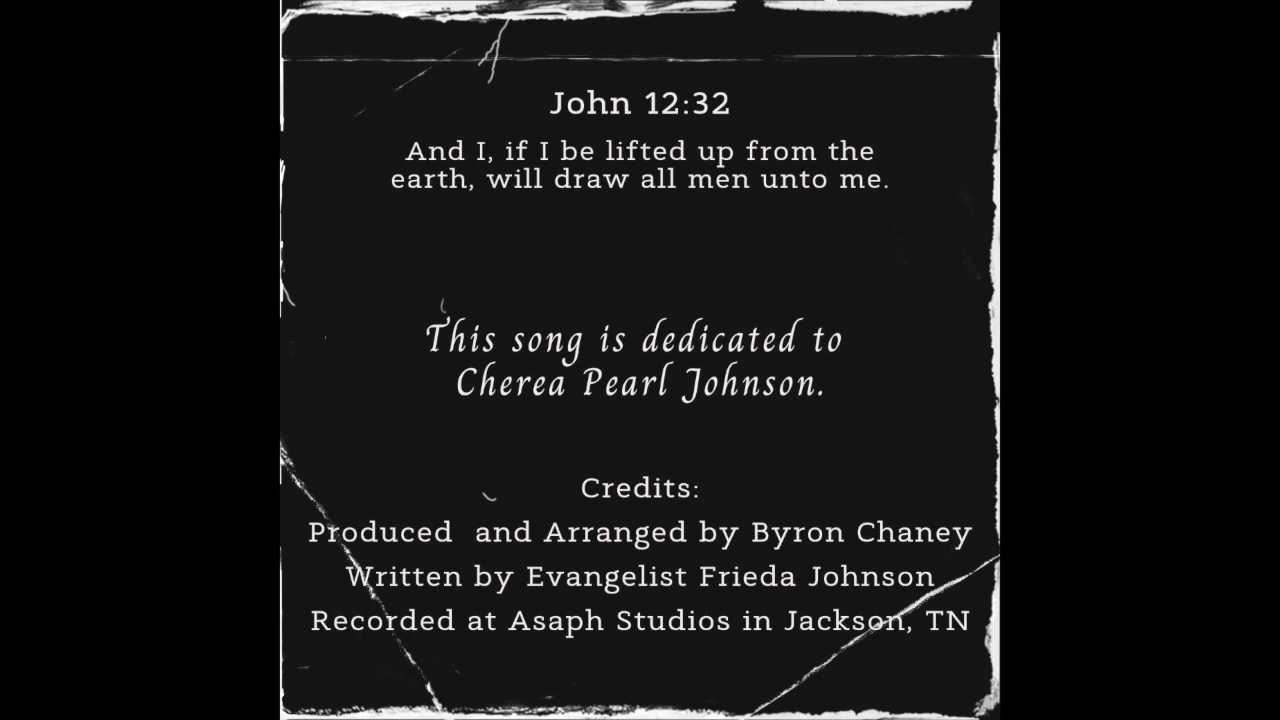 John 12:32
And I, if I be lifted up from the
earth, will draw all men unto me.
This song is dedicated to
Cherea Pearl Johnson.
Credits:
Produced  and Arranged by Byron Chaney
Written by Evangelist Frieda Johnson
Recorded at Asaph Studios in Jackson, TN